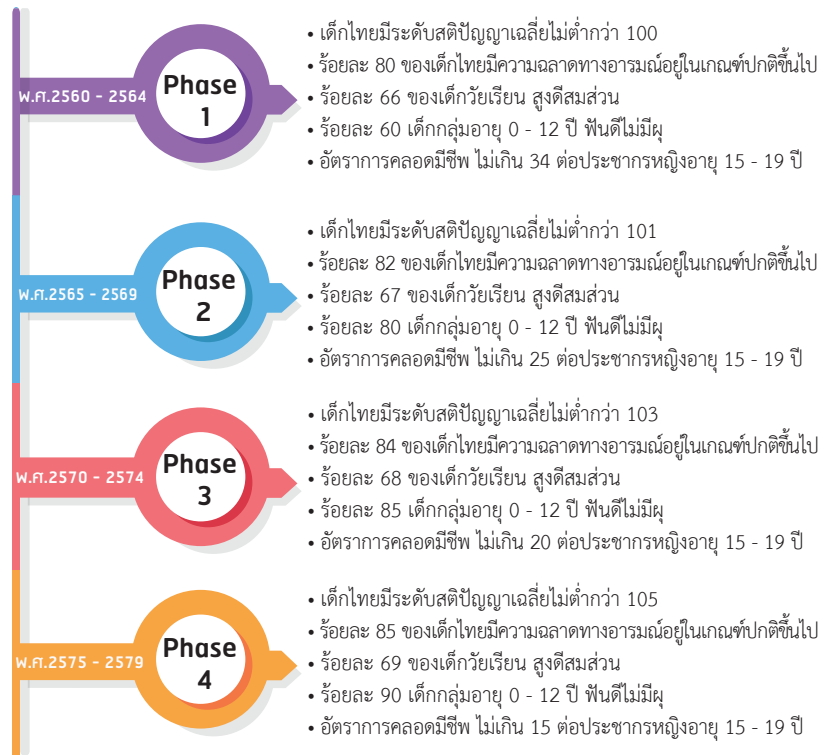 พ.ศ.2560 - 2564
Phase
1
• เด็กไทยมีระดับสติปัญญาเฉลี่ยไม่ต่ำกว่า 100
• ร้อยละ 80 ของเด็กไทยมีความฉลาดทางอารมณ์อยู่ในเกณฑ์ปกติขึ้นไป
• ร้อยละ 66 ของเด็กวัยเรียน สูงดีสมส่วน
• ร้อยละ 60 เด็กกลุ่มอายุ 0 - 12 ปี ฟันดีไม่มีผุ
• อัตราการคลอดมีชีพ ไม่เกิน 34 ต่อประชากรหญิงอายุ 15 - 19 ปี
พ.ศ.2565 - 2569
Phase
2
• เด็กไทยมีระดับสติปัญญาเฉลี่ยไม่ต่ำกว่า 101
• ร้อยละ 82 ของเด็กไทยมีความฉลาดทางอารมณ์อยู่ในเกณฑ์ปกติขึ้นไป
• ร้อยละ 67 ของเด็กวัยเรียน สูงดีสมส่วน
• ร้อยละ 80 เด็กกลุ่มอายุ 0 - 12 ปี ฟันดีไม่มีผุ
• อัตราการคลอดมีชีพ ไม่เกิน 25 ต่อประชากรหญิงอายุ 15 - 19 ปี
พ.ศ.2570 - 2574
Phase
3
• เด็กไทยมีระดับสติปัญญาเฉลี่ยไม่ต่ำกว่า 103
• ร้อยละ 84 ของเด็กไทยมีความฉลาดทางอารมณ์อยู่ในเกณฑ์ปกติขึ้นไป
• ร้อยละ 68 ของเด็กวัยเรียน สูงดีสมส่วน
• ร้อยละ 85 เด็กกลุ่มอายุ 0 - 12 ปี ฟันดีไม่มีผุ
• อัตราการคลอดมีชีพ ไม่เกิน 20 ต่อประชากรหญิงอายุ 15 - 19 ปี
พ.ศ.2575 - 2579
Phase
4
• เด็กไทยมีระดับสติปัญญาเฉลี่ยไม่ต่ำกว่า 105
• ร้อยละ 85 ของเด็กไทยมีความฉลาดทางอารมณ์อยู่ในเกณฑ์ปกติขึ้นไป
• ร้อยละ 69 ของเด็กวัยเรียน สูงดีสมส่วน
• ร้อยละ 90 เด็กกลุ่มอายุ 0 - 12 ปี ฟันดีไม่มีผุ
• อัตราการคลอดมีชีพ ไม่เกิน 15 ต่อประชากรหญิงอายุ 15 - 19 ปี